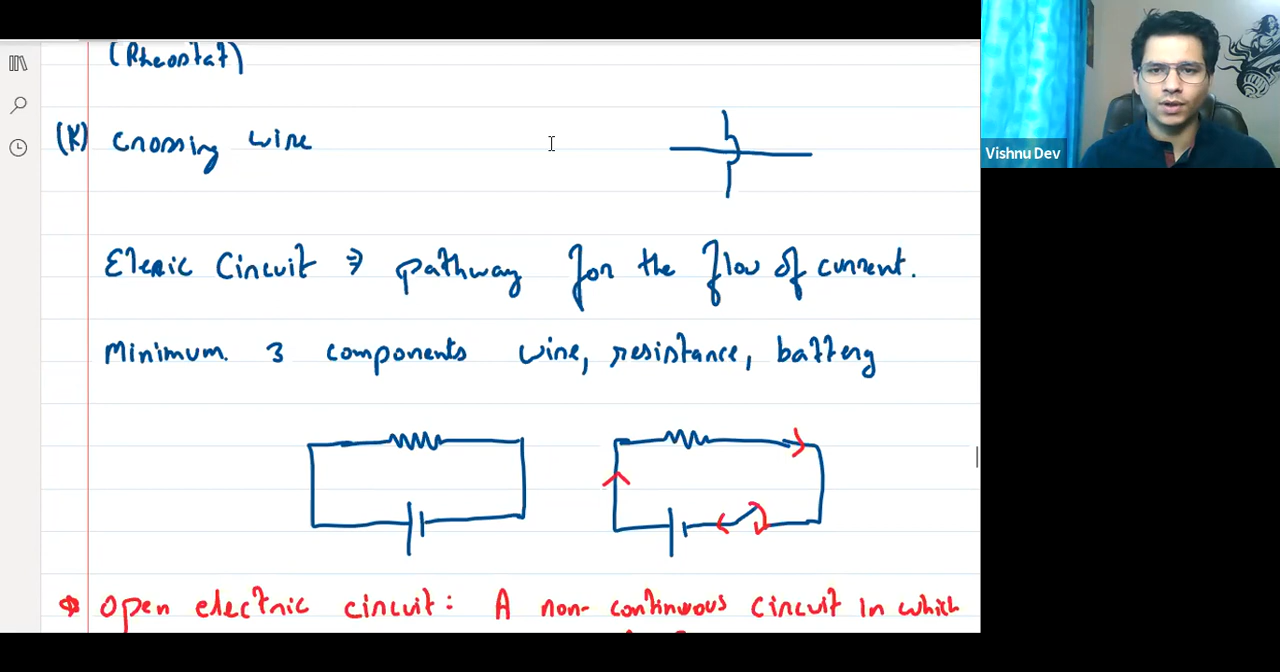 (Rheostat)
(K) Crossing wire
Vishnu Dev
Eleric Circuit ⇒ pathway for the flow of current.
Minimum. 3 components wire, resistance, battery
Open electric circuit: A non-continuous circuit in which